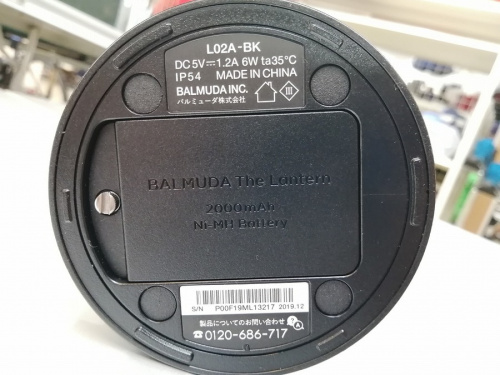 L02A-BK
DC5V⎓1.2A 6W ta35℃
IP54 MADE IN CHINA
BALMUDA INC.
バルミューダ株式会社
III
BALMUDA The Lantern
2000mAh
Ni-MH Battery
S/N P00F19ML13217 2019.12
製品についてのお問い合わせ Q A
☎0120-686-717